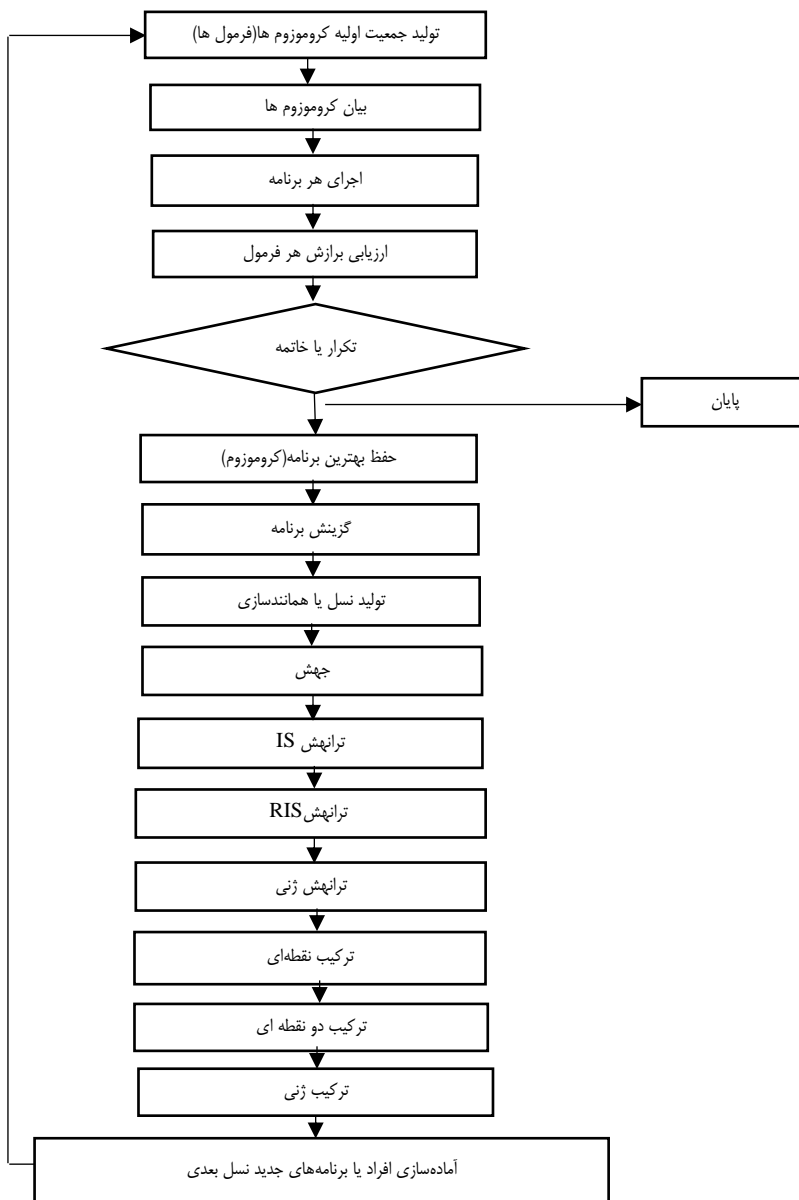 تولید جمعیت اولیه کروموزوم ها(فرمول ها)
بیان کروموزوم ها
اجرای هر برنامه
ارزیابی برازش هر فرمول
تکرار یا خاتمه
پایان
حفظ بهترین برنامه(کروموزوم)
گزینش برنامه
تولید نسل یا همانندسازی
جهش
ترانهش IS
ترانهشRIS
ترانهش ژنی
ترکیب نقطه‌ای
ترکیب دو نقطه ای
ترکیب ژنی
آماده‌سازی افراد یا برنامه‌های جدید نسل بعدی